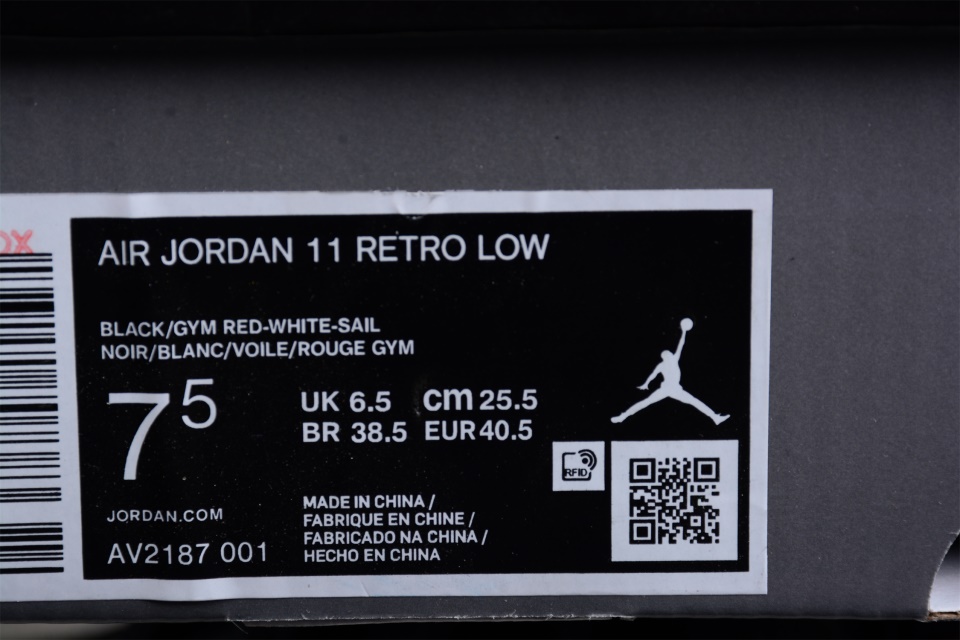 AIR JORDAN 11 RETRO LOW
BLACK/GYM RED-WHITE-SAIL
NOIR/BLANC/VOILE/ROUGE GYM
7 5
UK 6.5 cm 25.5
BR 38.5 EUR 40.5
RFID
JORDAN.COM
AV2187 001
MADE IN CHINA /
FABRIQUE EN CHINE /
FABRICADO NA CHINA /
HECHO EN CHINA